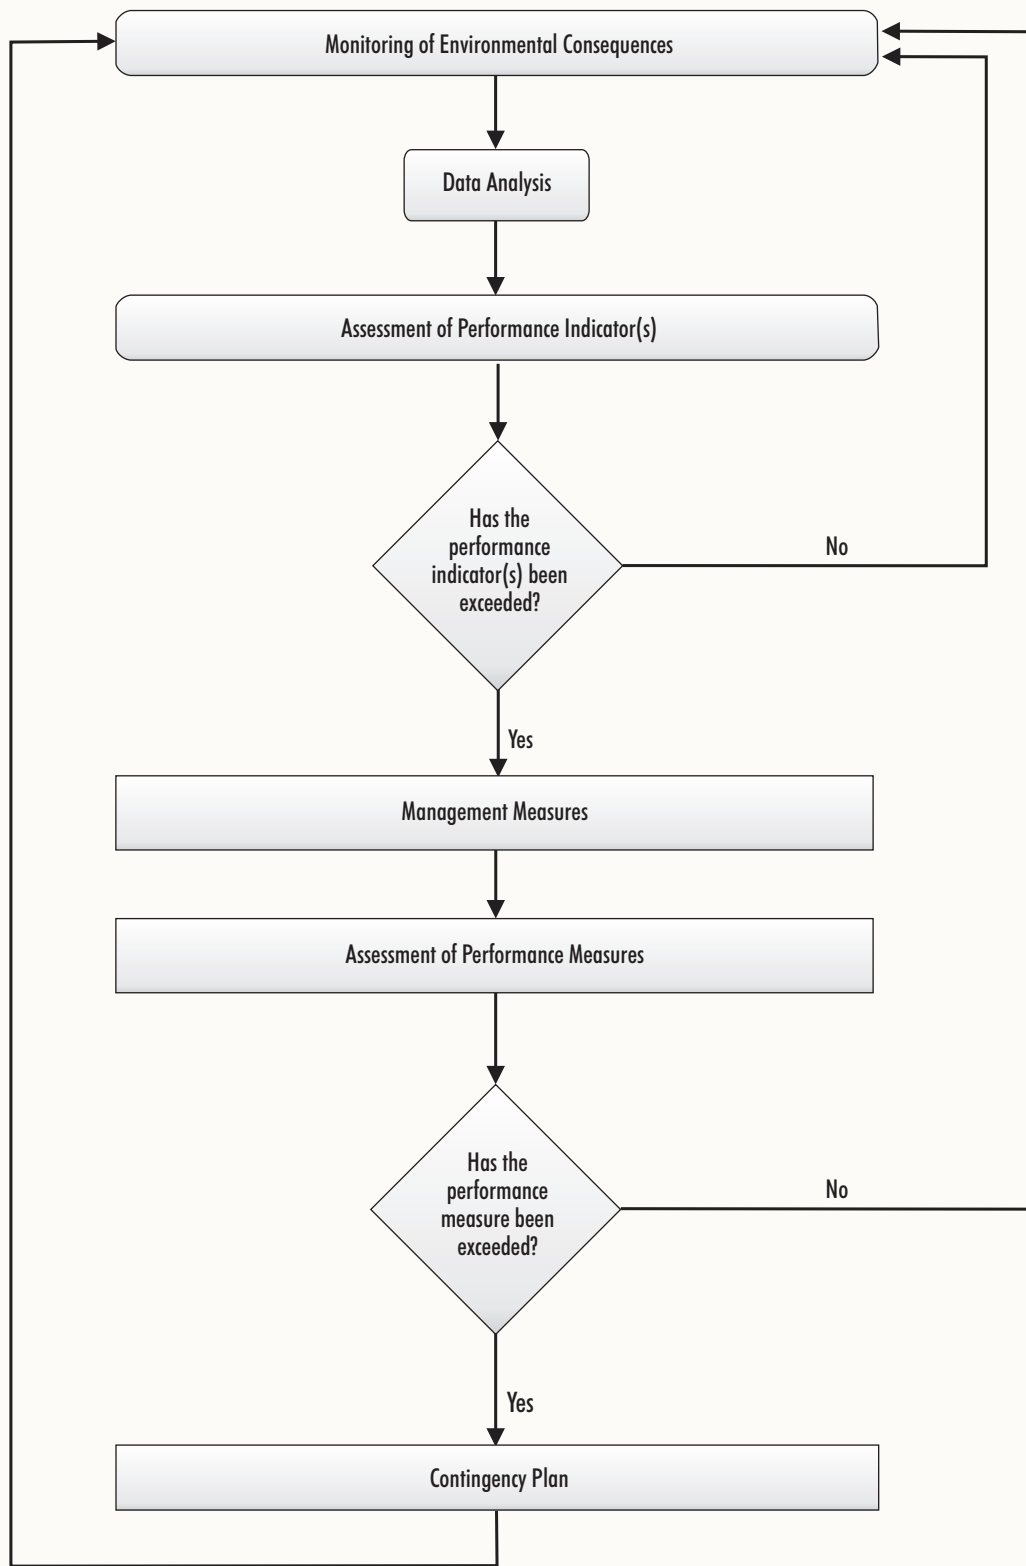 Monitoring of Environmental Consequences
Data Analysis
Assessment of Performance Indicator(s)
Has the
performance
indicator(s) been
exceeded?
No
Yes
Management Measures
Assessment of Performance Measures
Has the
performance
measure been
exceeded?
No
Yes
Contingency Plan